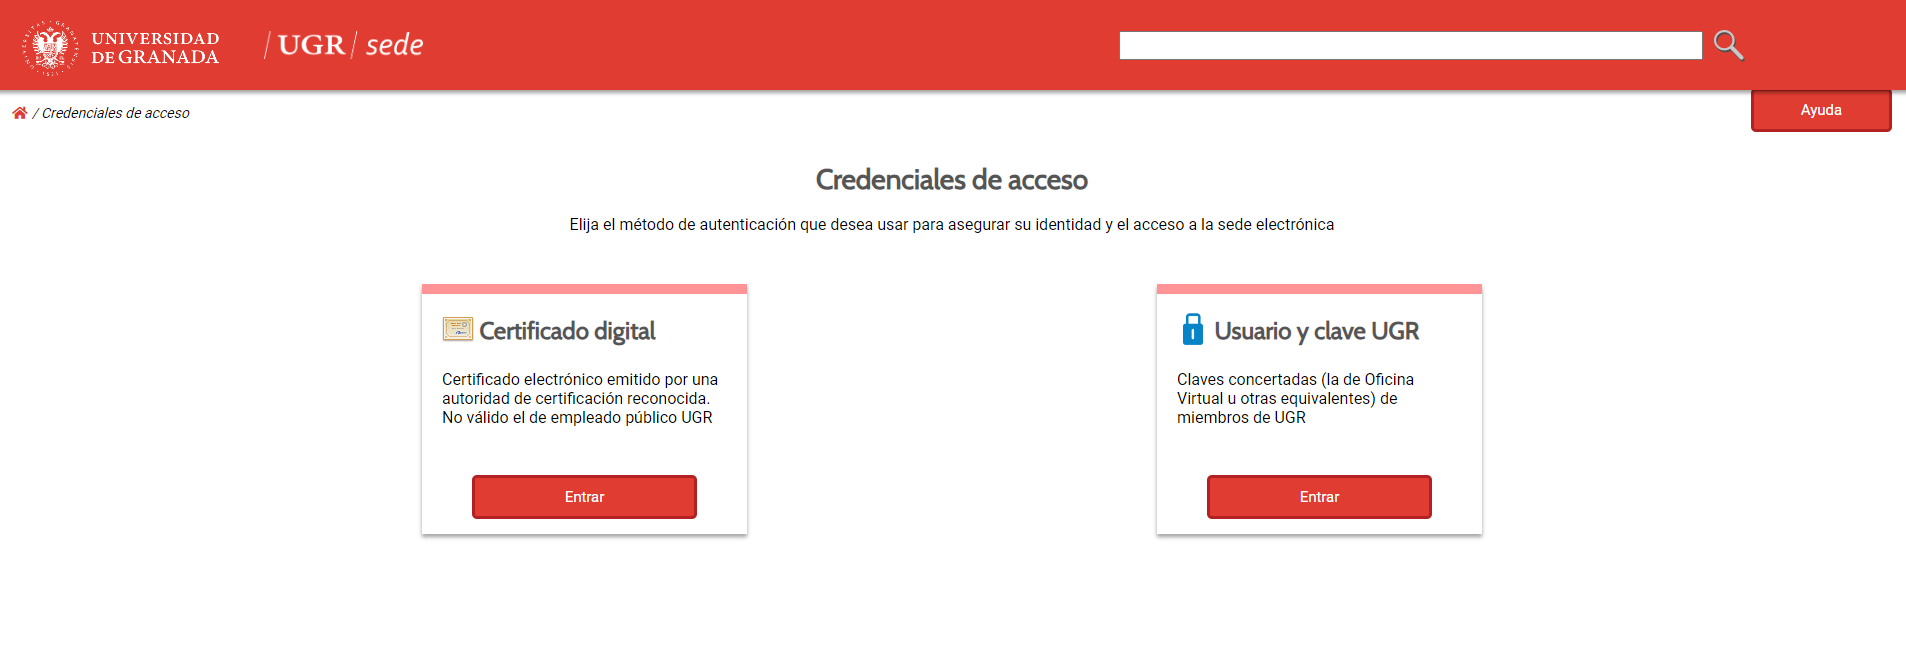 UNIVERSIDAD
DE GRANADA
/ UGR / sede
/ Credenciales de acceso
Ayuda
Credenciales de acceso
Elija el método de autenticación que desea usar para asegurar su identidad y el acceso a la sede electrónica
Certificado digital
Certificado electrónico emitido por una
autoridad de certificación reconocida.
No válido el de empleado público UGR
Entrar
Usuario y clave UGR
Claves concertadas (la de Oficina
Virtual u otras equivalentes) de
miembros de UGR
Entrar